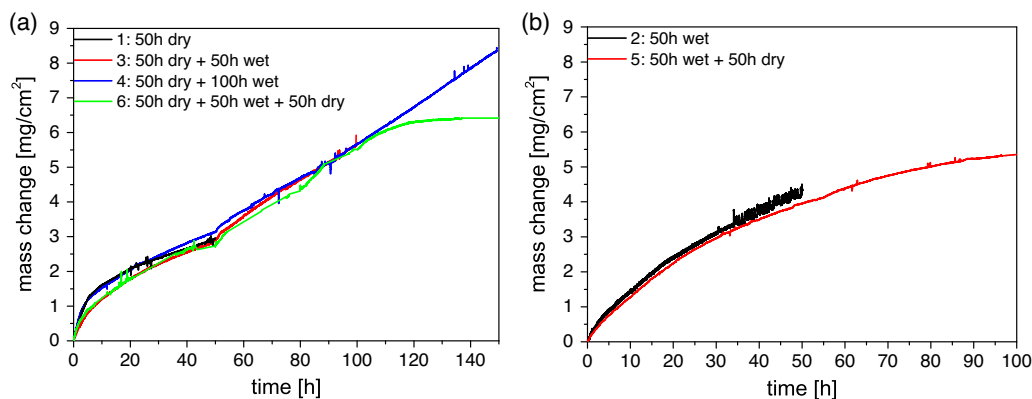 (a)
9
8
7
6
5
4
3
2
1
0
mass change [mg/cm²]
1: 50h dry
3: 50h dry + 50h wet
4: 50h dry + 100h wet
6: 50h dry + 50h wet + 50h dry
0 20 40 60 80 100 120 140
time [h]
(b)
9
8
7
6
5
4
3
2
1
0
mass change [mg/cm²]
2: 50h wet
5: 50h wet + 50h dry
0 10 20 30 40 50 60 70 80 90 100
time [h]